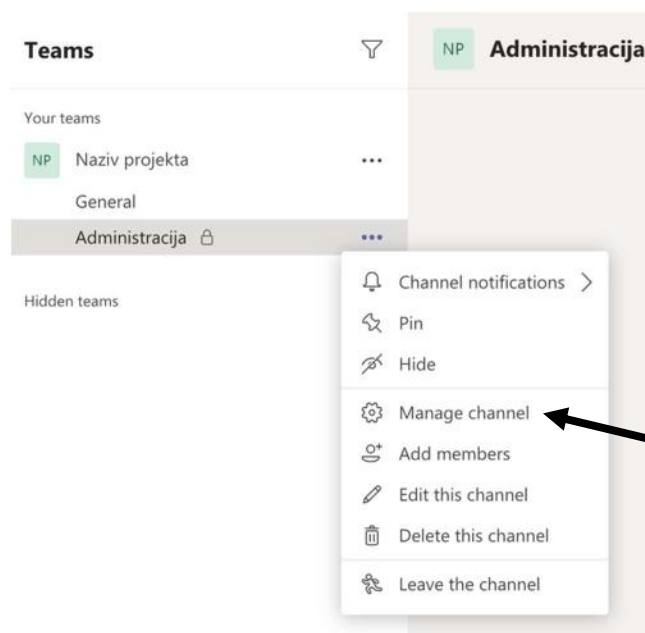 Teams
NP Administracija
Your teams
NP Naziv projekta
General
Administracija
Hidden teams
Channel notifications
Pin
Hide
Manage channel
Add members
Edit this channel
Delete this channel
Leave the channel